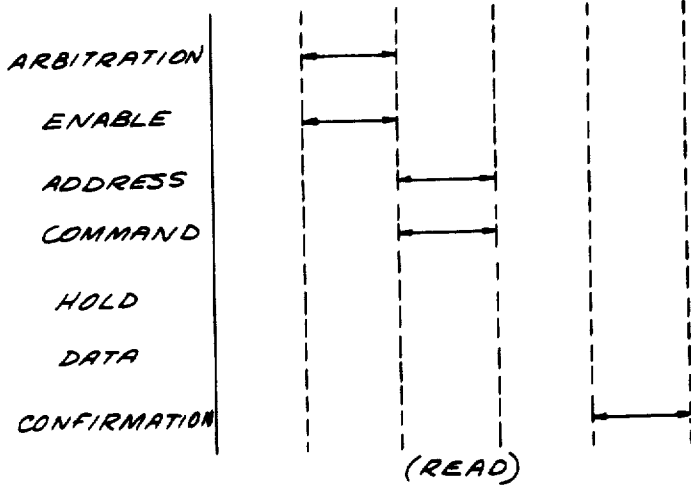 ARBITRATION
ENABLE
ADDRESS
COMMAND
HOLD
DATA
CONFIRMATION
(READ)